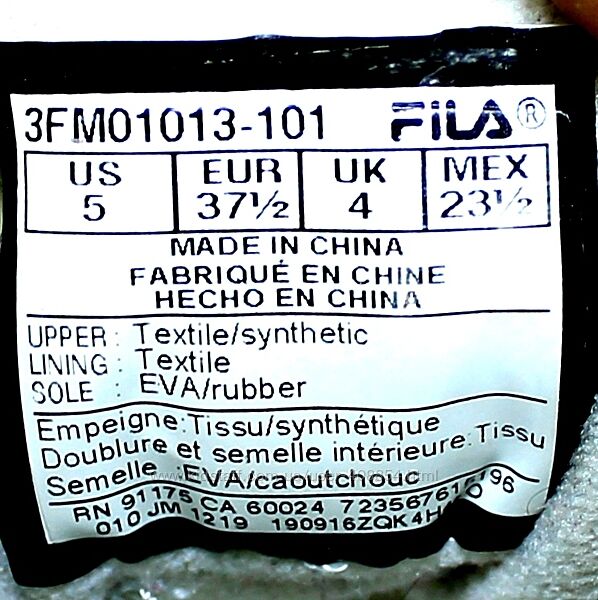 3FM01013-101 FILA®
US EUR UK MEX
5 37½ 4 23½
MADE IN CHINA
FABRIQUÉ EN CHINE
HECHO EN CHINA
UPPER : Textile/synthetic
LINING : Textile
SOLE : EVA/rubber
Empeigne:Tissu/synthétique
Doublure et semelle intérieure:Tissu
Semelle : EVA/caoutchouc
RN 91175 CA 60024
010 JM 1219